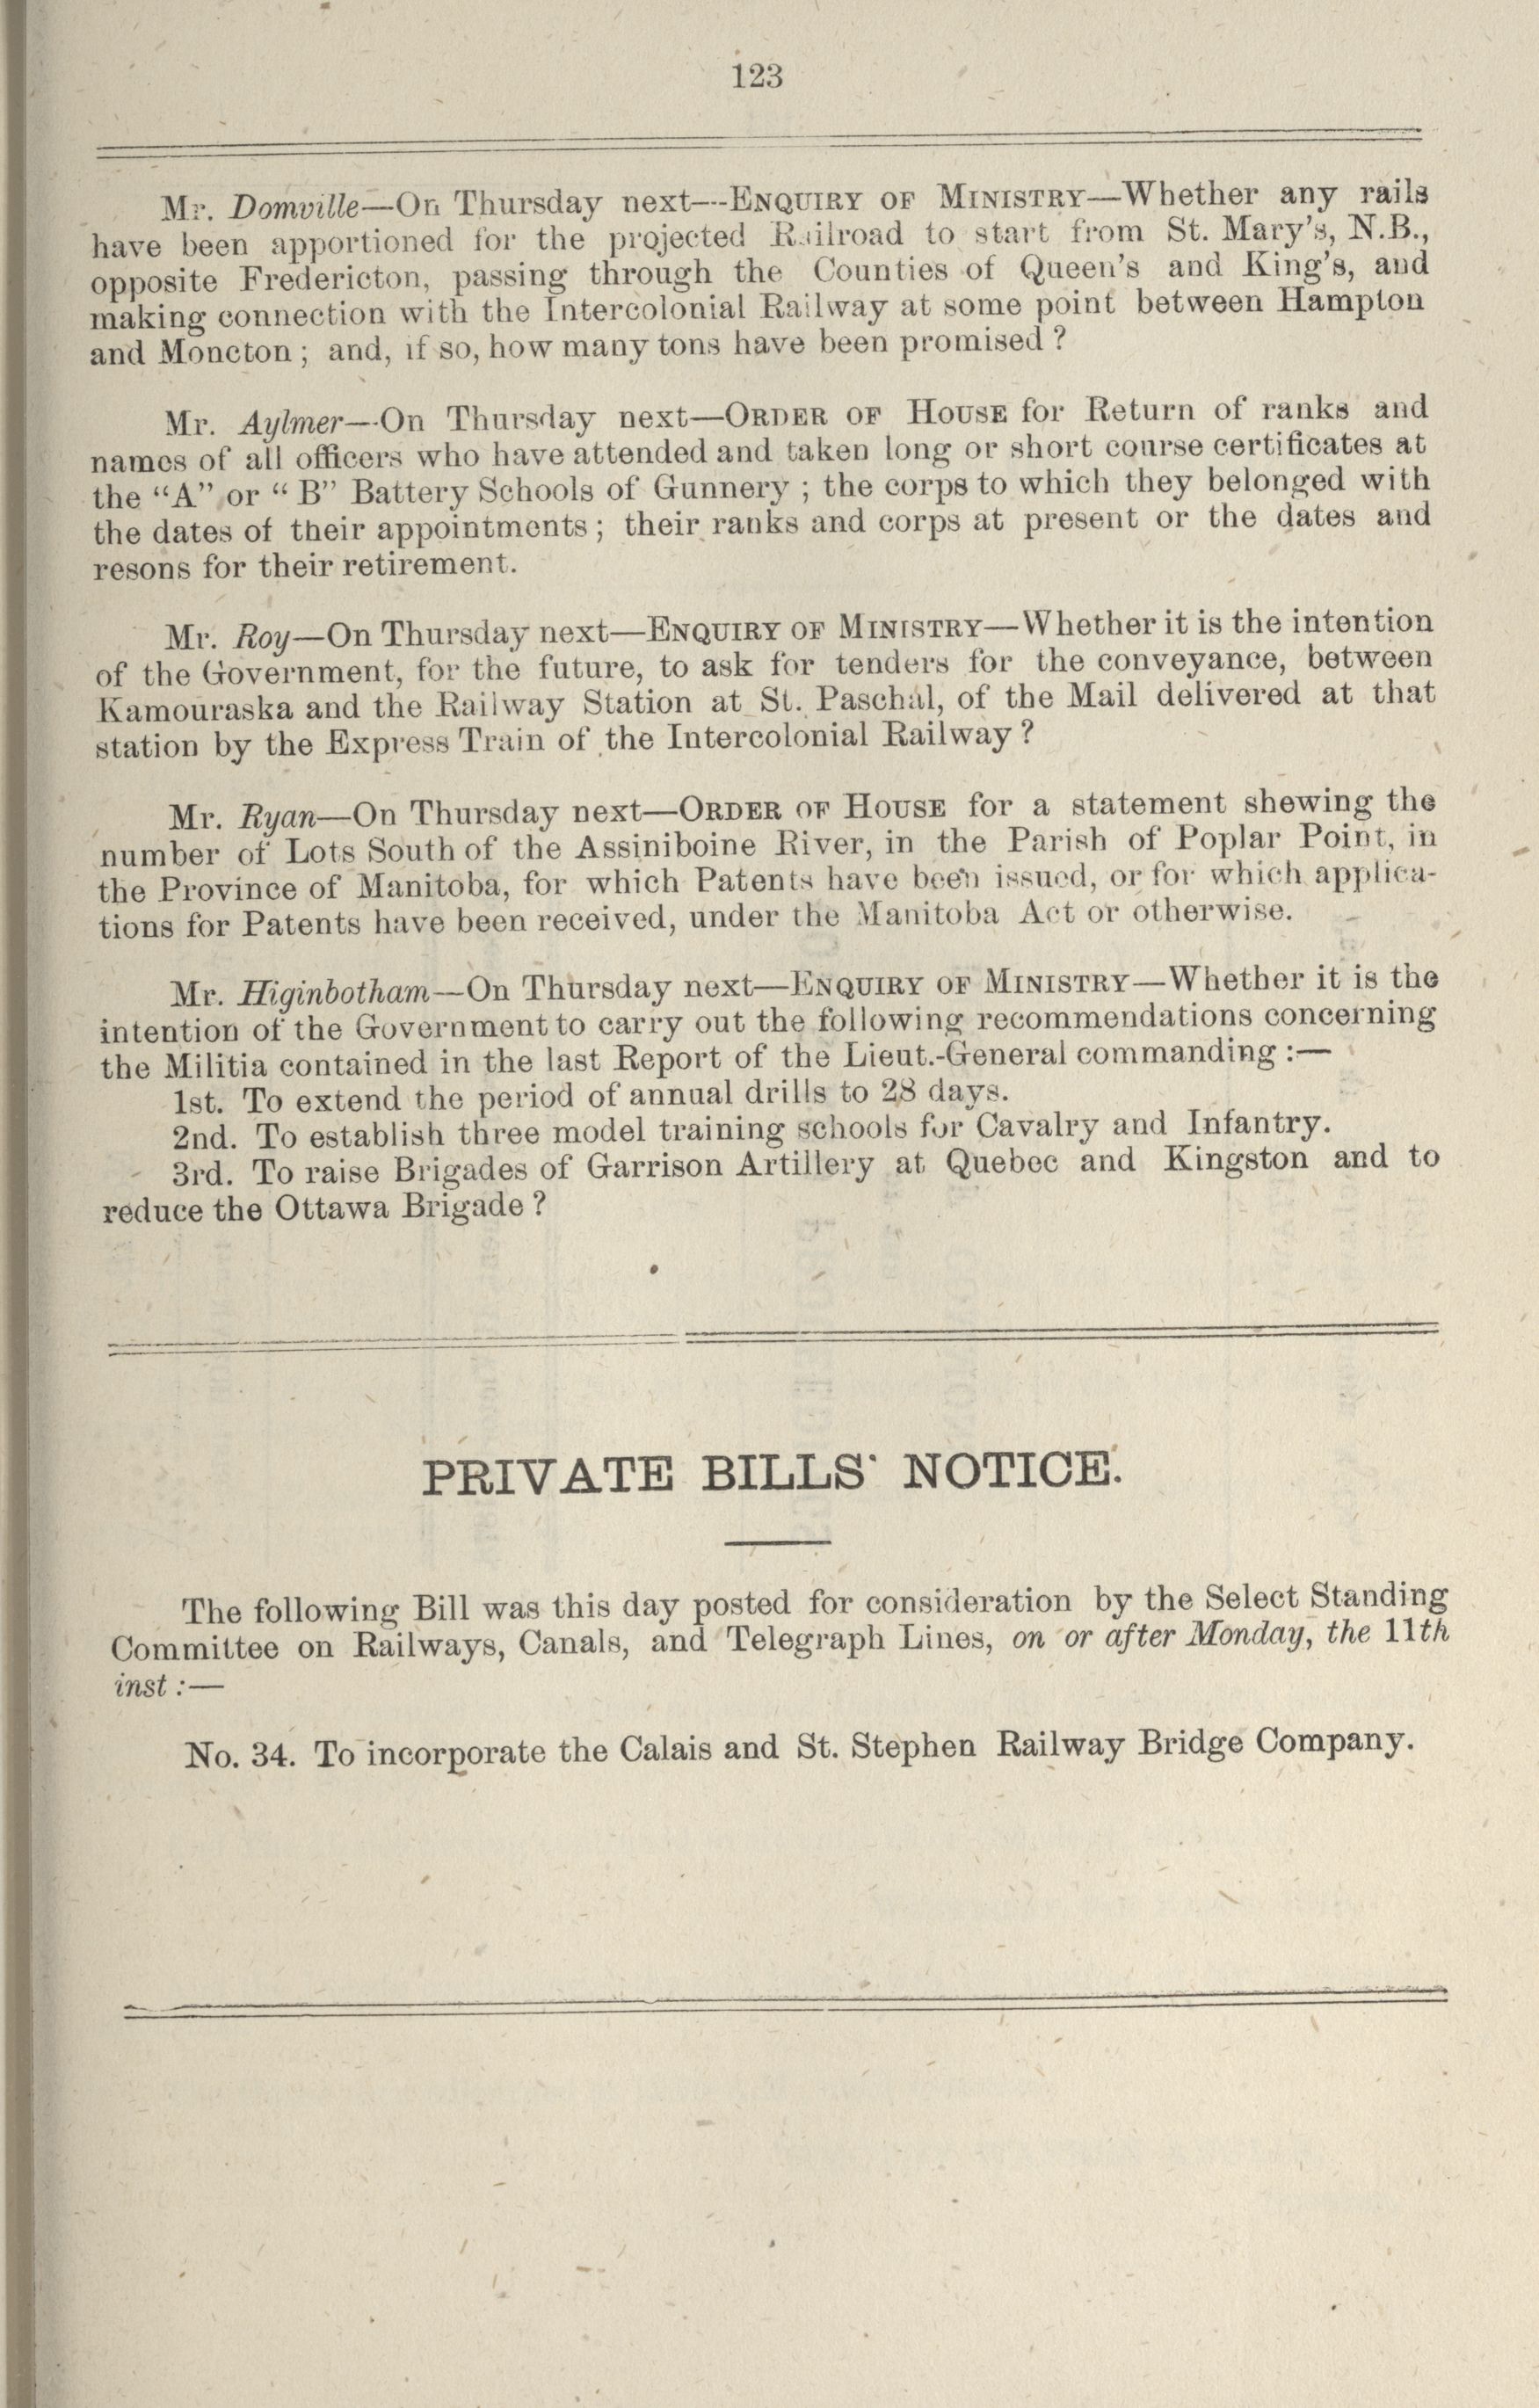 123
Mr. Domville—On Thursday next—-ENQUIRY OF MINISTRY—Whether any rails
have been apportioned for the projected Railroad to start from St. Mary's, N.B.,
opposite Fredericton, passing through the Counties of Queen's and King's, and
making connection with the Intercolonial Railway at some point between Hampton
and Moncton; and, if so, how many tons have been promised?
Mr. Aylmer—On Thursday next—ORDER OF HOUSE for Return of ranks and
names of all officers who have attended and taken long or short course certificates at
the "A" or "B" Battery Schools of Gunnery; the corps to which they belonged with
the dates of their appointments; their ranks and corps at present or the dates and
resons for their retirement.
Mr. Roy—On Thursday next—ENQUIRY OF MINISTRY—Whether it is the intention
of the Government, for the future, to ask for tenders for the conveyance, between
Kamouraska and the Railway Station at St. Paschal, of the Mail delivered at that
station by the Express Train of the Intercolonial Railway?
Mr. Ryan—On Thursday next—ORDER OF HOUSE for a statement shewing the
number of Lots South of the Assiniboine River, in the Parish of Poplar Point, in
the Province of Manitoba, for which Patents have been issued, or for which applica-
tions for Patents have been received, under the Manitoba Act or otherwise.
Mr. Higinbotham—On Thursday next—ENQUIRY OF MINISTRY—Whether it is the
intention of the Government to carry out the following recommendations concerning
the Militia contained in the last Report of the Lieut.-General commanding:—
1st. To extend the period of annual drills to 28 days.
2nd. To establish three model training schools for Cavalry and Infantry.
3rd. To raise Brigades of Garrison Artillery at Quebec and Kingston and to
reduce the Ottawa Brigade?
PRIVATE BILLS' NOTICE.
The following Bill was this day posted for consideration by the Select Standing
Committee on Railways, Canals, and Telegraph Lines, on or after Monday, the 11th
inst:—
No. 34. To incorporate the Calais and St. Stephen Railway Bridge Company.